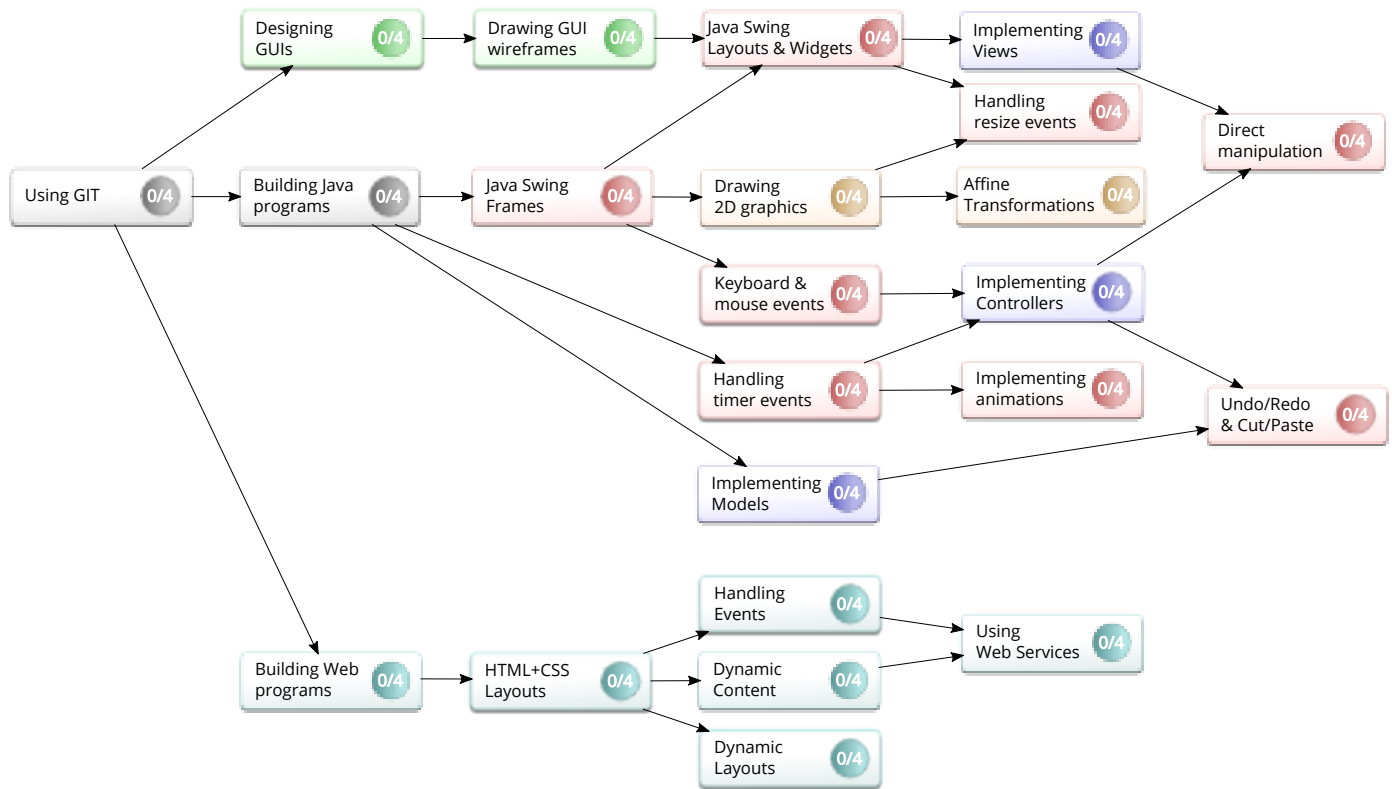 Designing
GUIs
0/4
Drawing GUI
wireframes
0/4
Java Swing
Layouts & Widgets
0/4
Implementing
Views
0/4
Handling
resize events
0/4
Direct
manipulation
0/4
Using GIT
0/4
Building Java
programs
0/4
Java Swing
Frames
0/4
Drawing
2D graphics
0/4
Affine
Transformations
0/4
Keyboard &
mouse events
0/4
Implementing
Controllers
0/4
Handling
timer events
0/4
Implementing
animations
0/4
Undo/Redo
& Cut/Paste
0/4
Implementing
Models
0/4
Handling
Events
0/4
Using
Web Services
0/4
Building Web
programs
0/4
HTML+CSS
Layouts
0/4
Dynamic
Content
0/4
Dynamic
Layouts
0/4